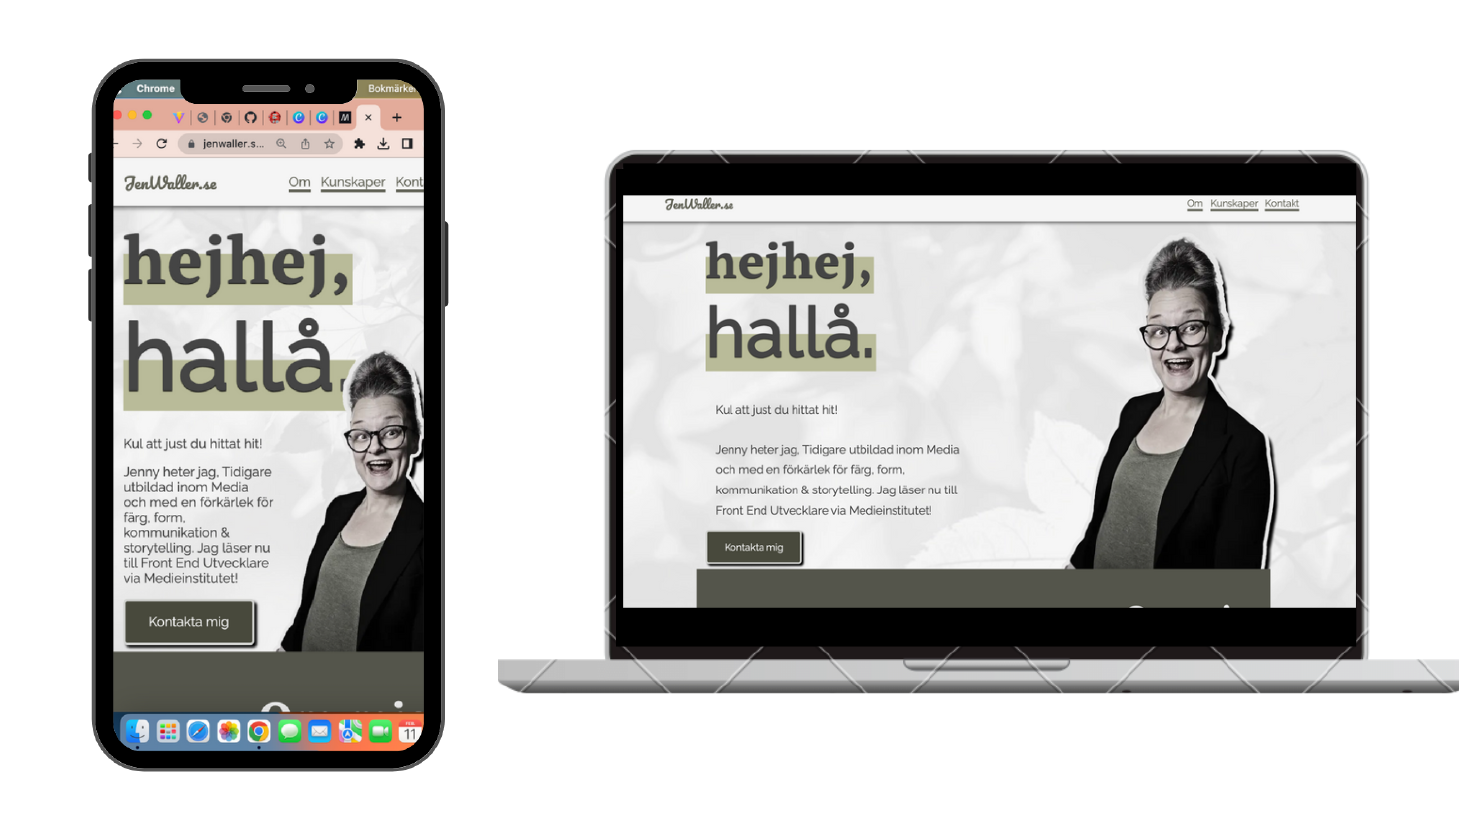 Chrome
Bokmärke
jenwaller.s...
JenWaller.se
Om Kunskaper Kont
hejhej,
hallå.
Kul att just du hittat hit!
Jenny heter jag, Tidigare
utbildad inom Media
och med en förkärlek för
färg, form,
kommunikation &
storytelling. Jag läser nu
till Front End Utvecklare
via Medieinstitutet!
Kontakta mig
11
JenWaller.se
Om Kunskaper Kontakt
hejhej,
hallå.
Kul att just du hittat hit!
Jenny heter jag, Tidigare utbildad inom Media
och med en förkärlek för färg, form,
kommunikation & storytelling. Jag läser nu till
Front End Utvecklare via Medieinstitutet!
Kontakta mig